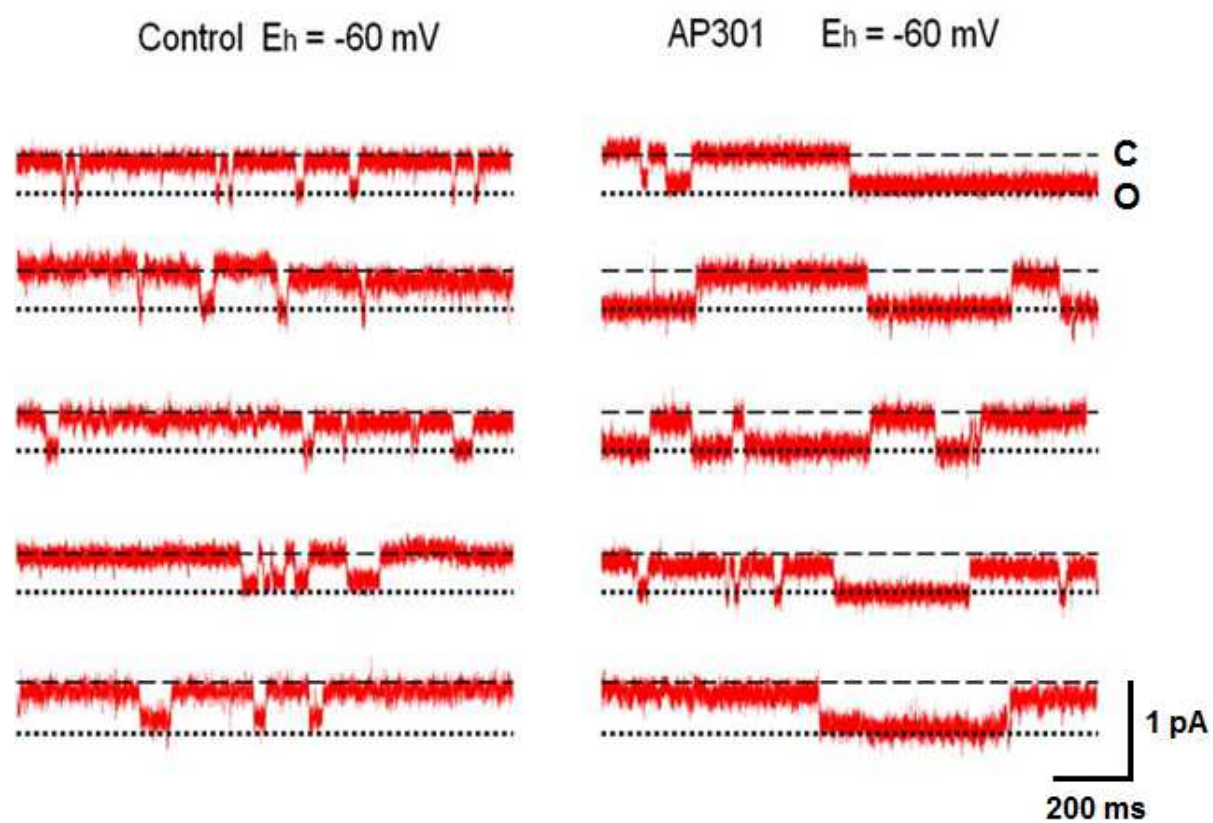 Control Eh = -60 mV
AP301 Eh = -60 mV
C
O
1 pA
200 ms